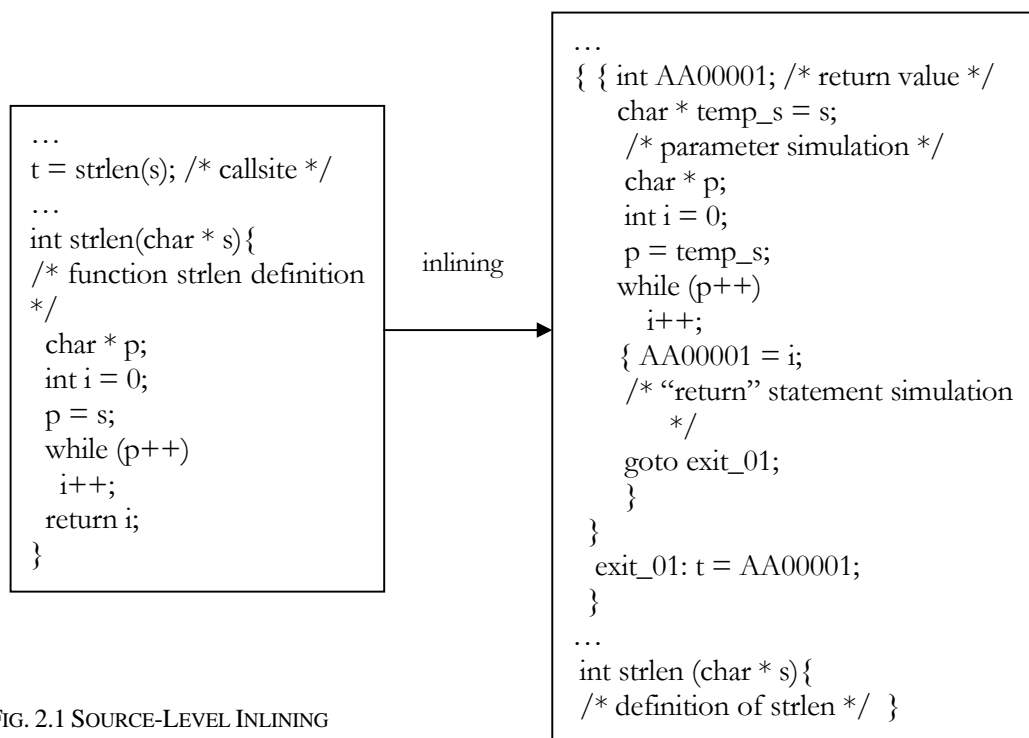 …
t = strlen(s); /* callsite */
…
int strlen(char * s){
/* function strlen definition
*/
char * p;
int i = 0;
p = s;
while (p++)
i++;
return i;
}
inlining
…
{ { int AA00001; /* return value */
char * temp_s = s;
/* parameter simulation */
char * p;
int i = 0;
p = temp_s;
while (p++)
i++;
{ AA00001 = i;
/* “return” statement simulation
*/
goto exit_01;
}
}
exit_01: t = AA00001;
}
…
int strlen (char * s){
/* definition of strlen */ }
FIG. 2.1 SOURCE-LEVEL INLINING